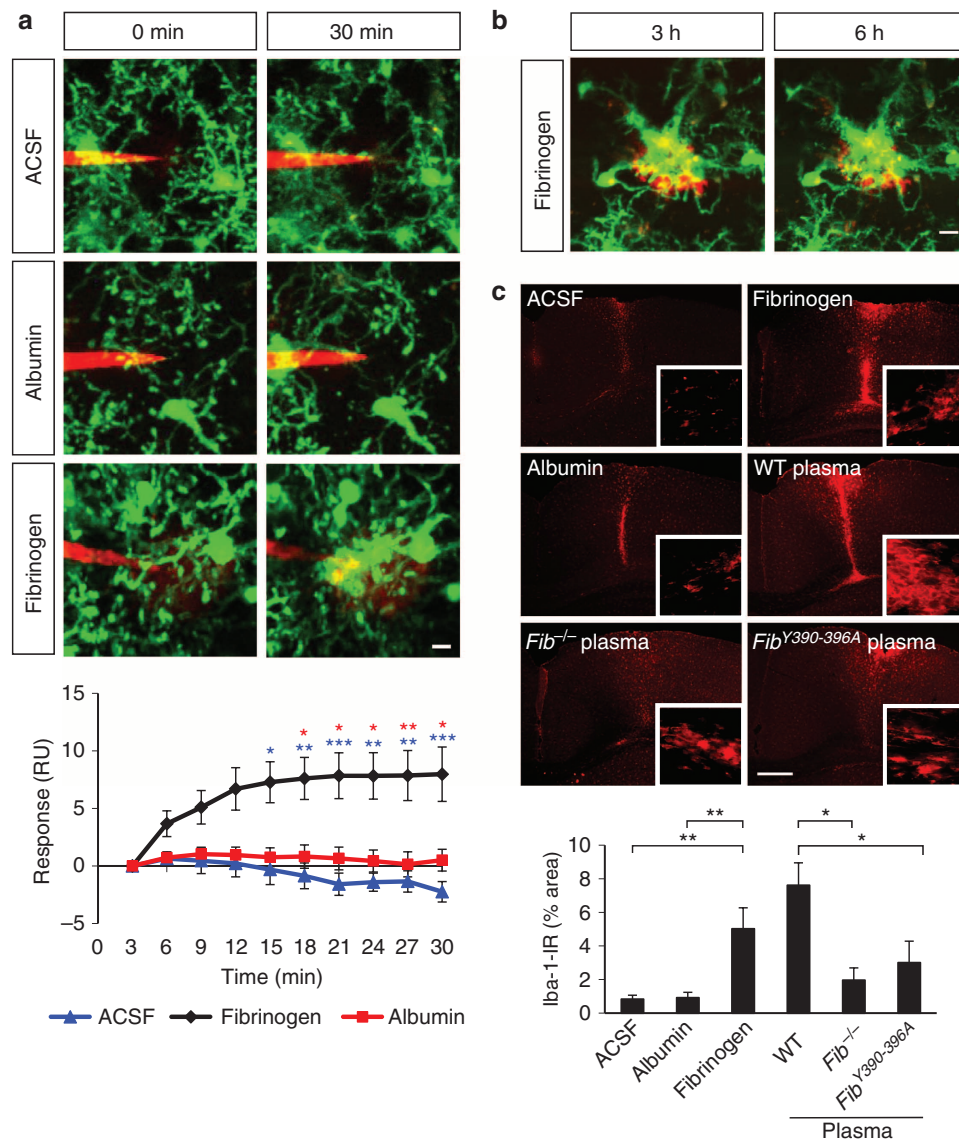 a
0 min
30 min
ACSF
Albumin
Fibrinogen
Response (RU)
15
10
5
0
–5
* ** *** ** ** ***
* * * ** *
0 3 6 9 12 15 18 21 24 27 30
Time (min)
ACSF Fibrinogen Albumin
b
3 h
6 h
Fibrinogen
c
ACSF
Fibrinogen
Albumin
WT plasma
Fib–/– plasma
FibY390-396A plasma
Iba-1-IR (% area)
10
8
6
4
2
0
** ** * *
ACSF
Albumin
Fibrinogen
WT
Fib–/–
FibY390-396A
Plasma